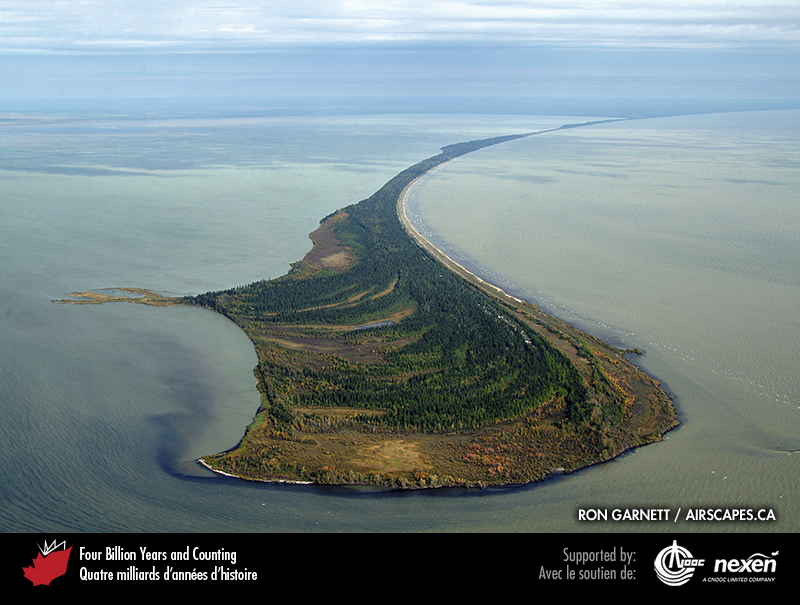 RON GARNETT / AIRSCAPES.CA
Four Billion Years and Counting
Quatre milliards d'années d'histoire
Supported by:
Avec le soutien de:
CNOOC
nexen
A CNOOC LIMITED COMPANY